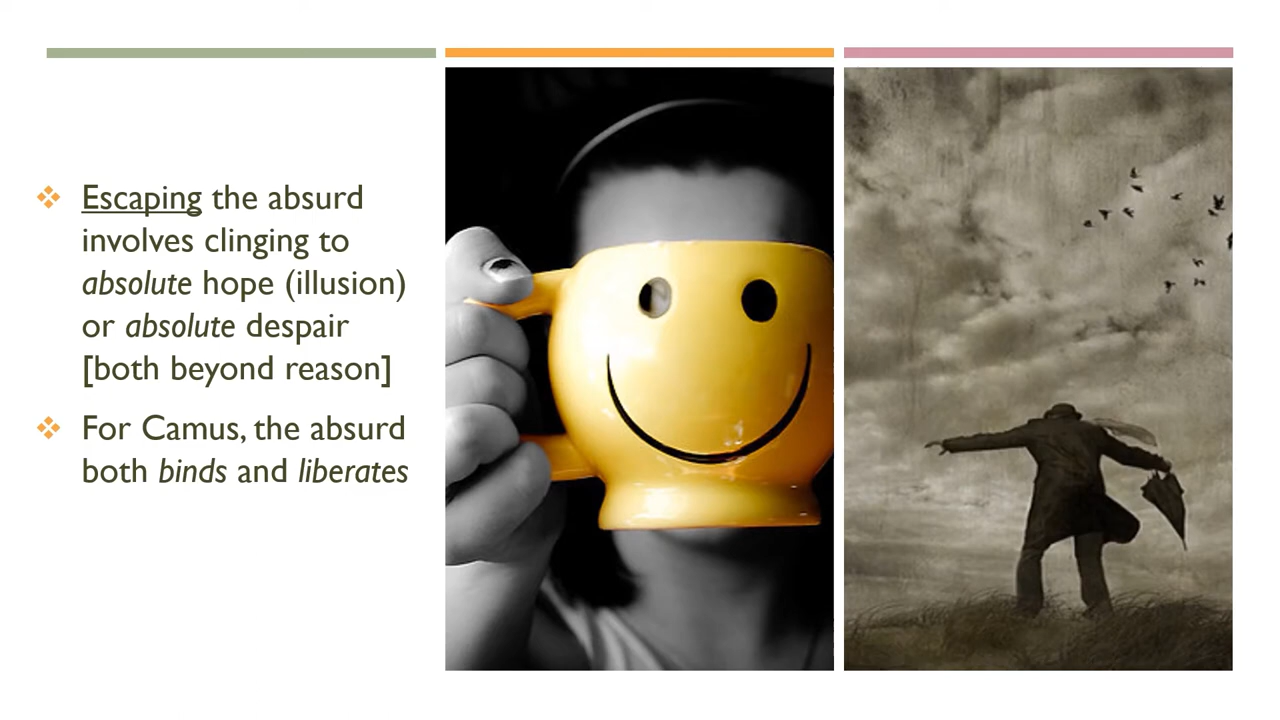 Escaping the absurd
involves clinging to
absolute hope (illusion)
or absolute despair
[both beyond reason]
For Camus, the absurd
both binds and liberates